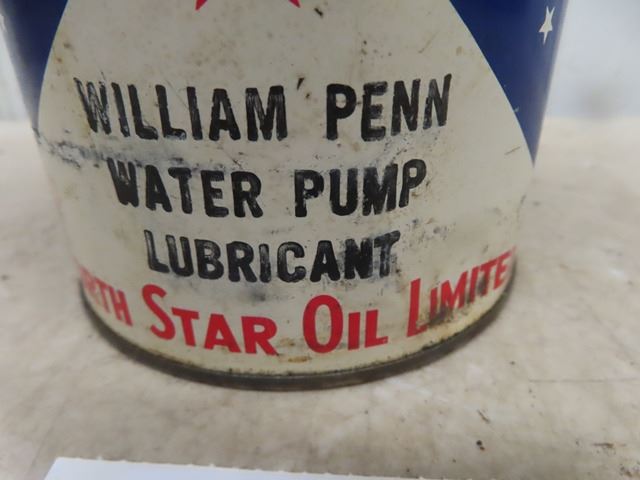 WILLIAM PENN
WATER PUMP
LUBRICANT
RTH STAR OIL LIMITE